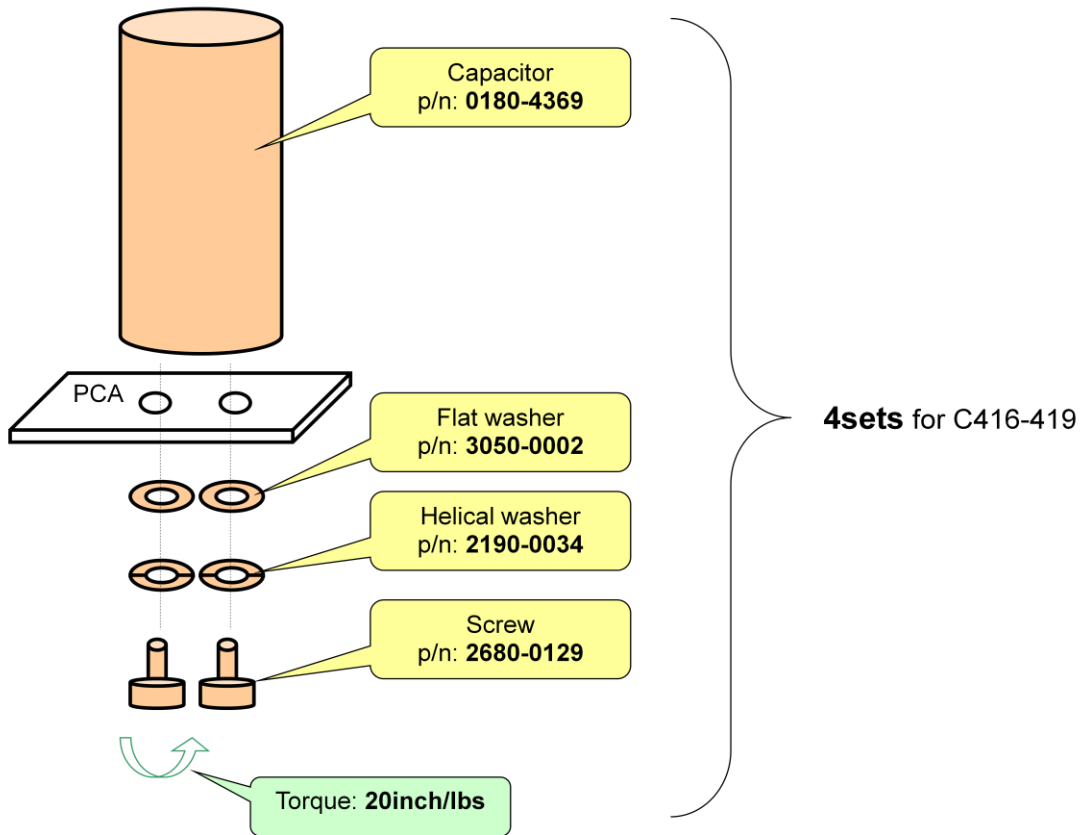 Capacitor
p/n: 0180-4369
PCA
Flat washer
p/n: 3050-0002
4sets for C416-419
Helical washer
p/n: 2190-0034
Screw
p/n: 2680-0129
Torque: 20inch/lbs